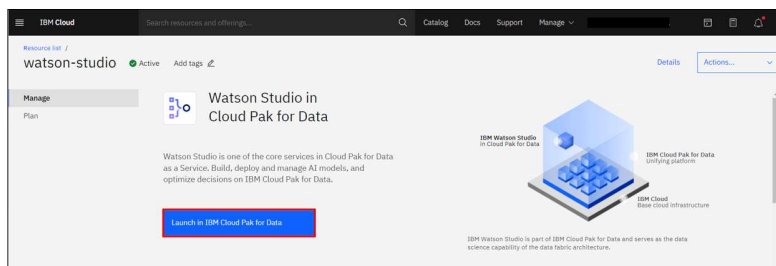 IBM Cloud
Search resources and offerings...
Catalog
Docs
Support
Manage
Resource list /
watson-studio
Active
Add tags
Details
Actions...
Manage
Plan
Watson Studio in
Cloud Pak for Data
Watson Studio is one of the core services in Cloud Pak for Data
as a Service. Build, deploy and manage AI models, and
optimize decisions on IBM Cloud Pak for Data.
Launch in IBM Cloud Pak for Data
IBM Watson Studio
in Cloud Pak for Data
IBM Cloud Pak for Data
Unifying platform
IBM Cloud
Base cloud infrastructure
IBM Watson Studio is part of IBM Cloud Pak for Data and serves as the data
science capability of the data fabric architecture.